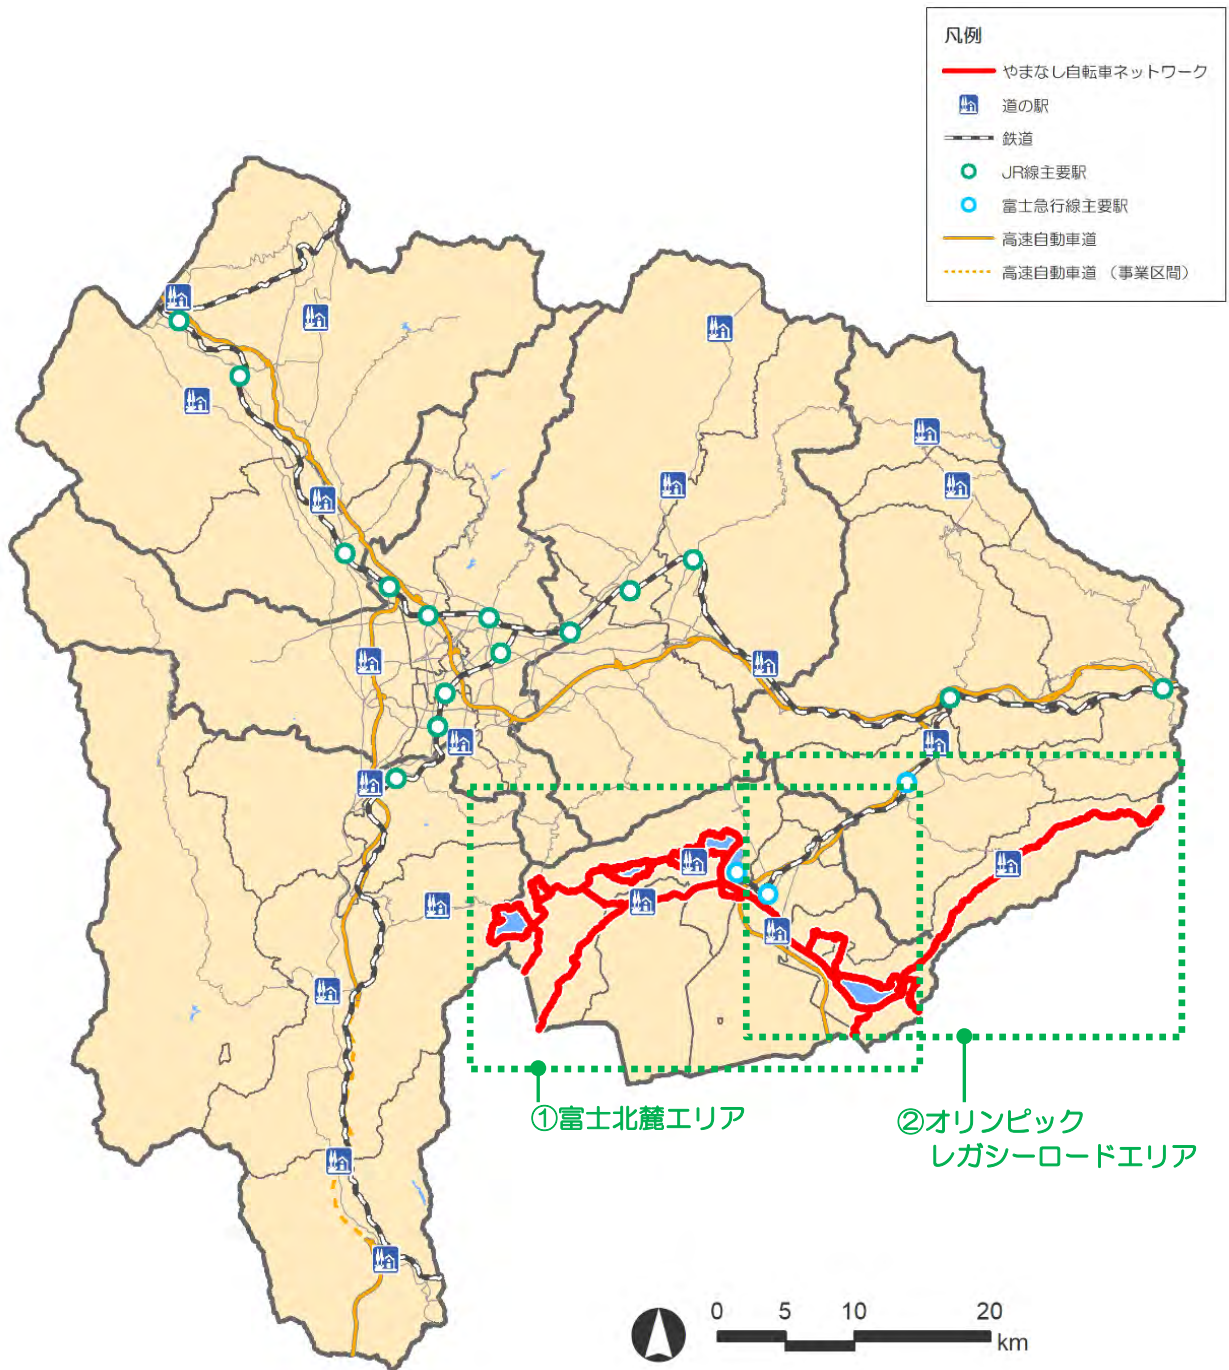 凡例
やまなし自転車ネットワーク
道の駅
鉄道
JR線主要駅
富士急行線主要駅
高速自動車道
高速自動車道 （事業区間）
①富士北麓エリア
②オリンピック
レガシーロードエリア
0 5 10 20
km